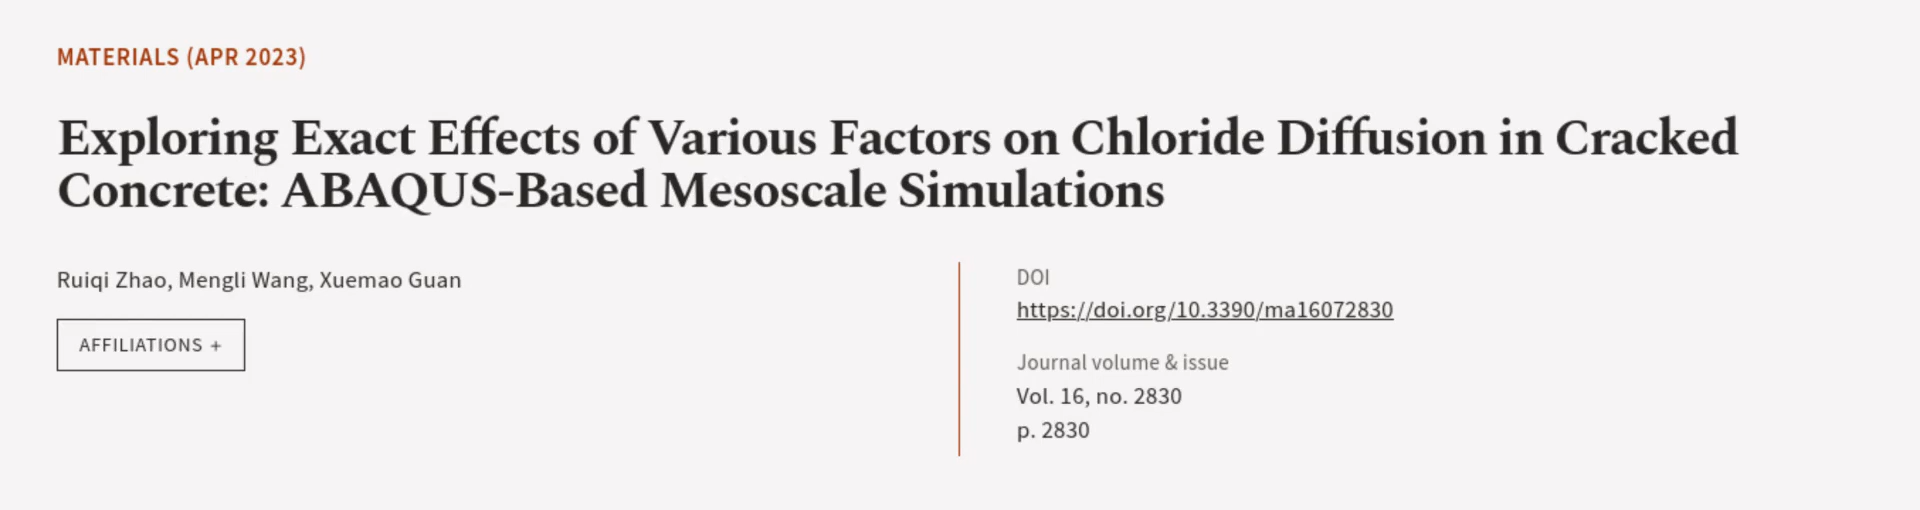 MATERIALS (APR 2023)
Exploring Exact Effects of Various Factors on Chloride Diffusion in Cracked
Concrete: ABAQUS-Based Mesoscale Simulations
Ruiqi Zhao, Mengli Wang, Xuemao Guan
AFFILIATIONS +
DOI
https://doi.org/10.3390/ma16072830
Journal volume & issue
Vol. 16, no. 2830
p. 2830